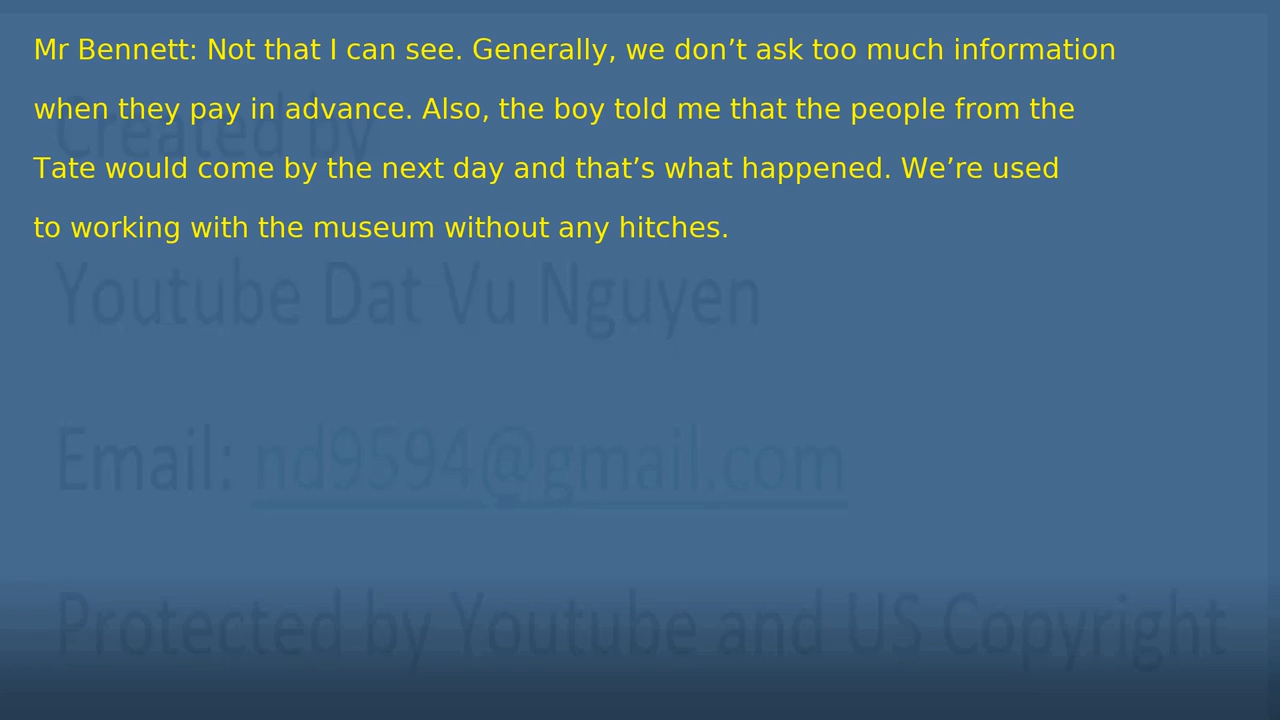 Mr Bennett: Not that I can see. Generally, we don’t ask too much information
when they pay in advance. Also, the boy told me that the people from the
Tate would come by the next day and that’s what happened. We’re used
to working with the museum without any hitches.
Created by
Youtube Dat Vu Nguyen
Email: nd9594@gmail.com
Protected by Youtube and US Copyright